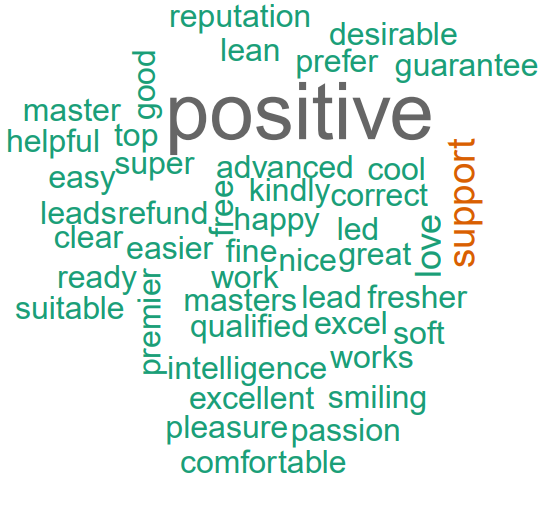 reputation
desirable
lean
prefer
guarantee
good
positive
master
helpful
top
super
easy
advanced
cool
support
kindly
correct
free
leads
refund
happy
led
love
clear
easier
fine
nice
great
ready
work
suitable
premier
masters
lead
fresher
qualified
excel
soft
intelligence
works
excellent
smiling
pleasure
passion
comfortable